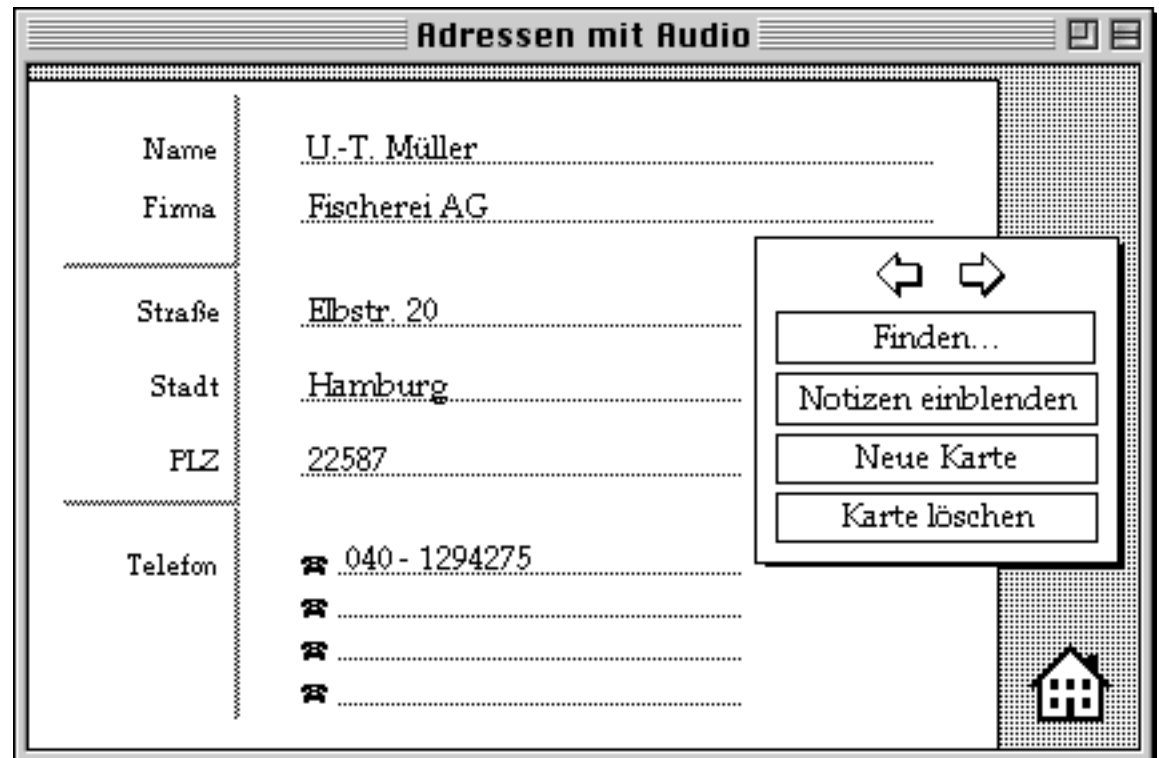 Adressen mit Audio
Name U.-T. Müller
Firma Fischerei AG
Straße Elbstr. 20
Stadt Hamburg
PLZ 22587
Telefon 040 - 1294275
Finden...
Notizen einblenden
Neue Karte
Karte löschen